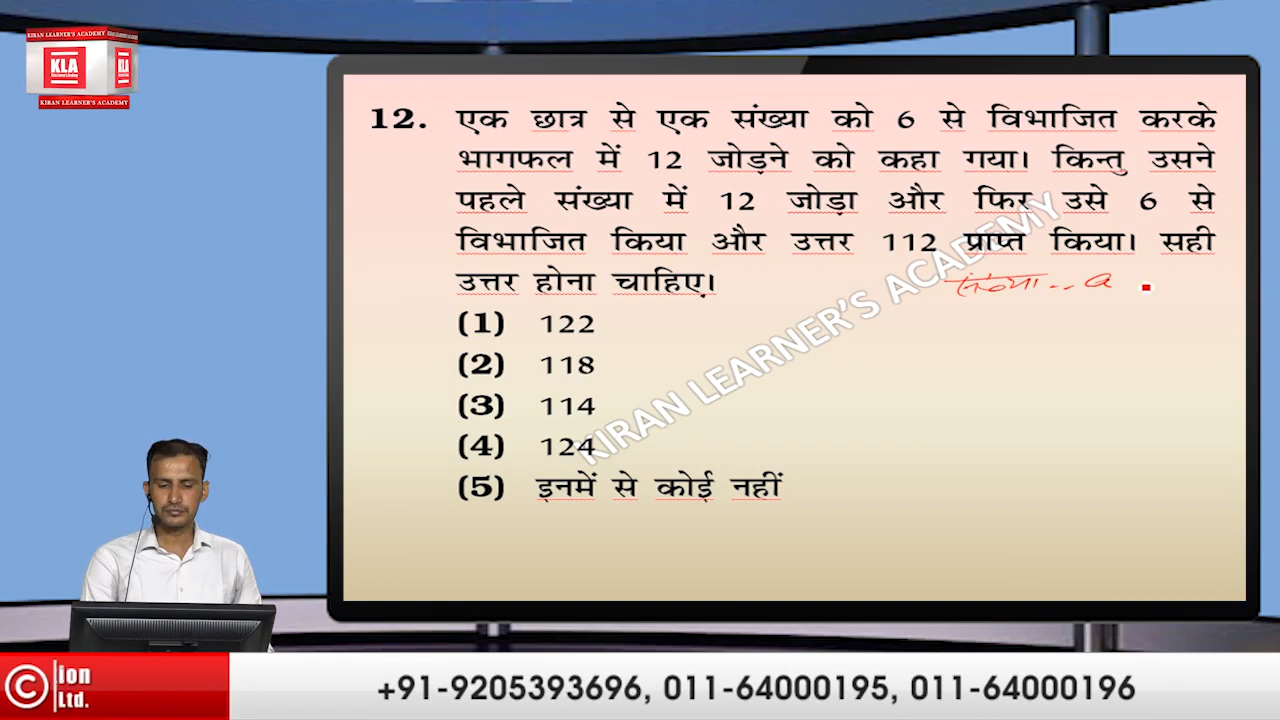 KIRAN LEARNER'S ACADEMY
KLA
KLA
KIRAN LEARNER'S ACADEMY
12. एक छात्र से एक संख्या को 6 से विभाजित करके
भागफल में 12 जोड़ने को कहा गया। किन्तु उसने
पहले संख्या में 12 जोड़ा और फिर उसे 6 से
विभाजित किया और उत्तर 112 प्राप्त किया। सही
उत्तर होना चाहिए।
संख्या.. a
(1) 122
(2) 118
(3) 114
(4) 124
(5) इनमें से कोई नहीं
KIRAN LEARNER'S ACADEMY
© ion
Ltd.
+91-9205393696, 011-64000195, 011-64000196